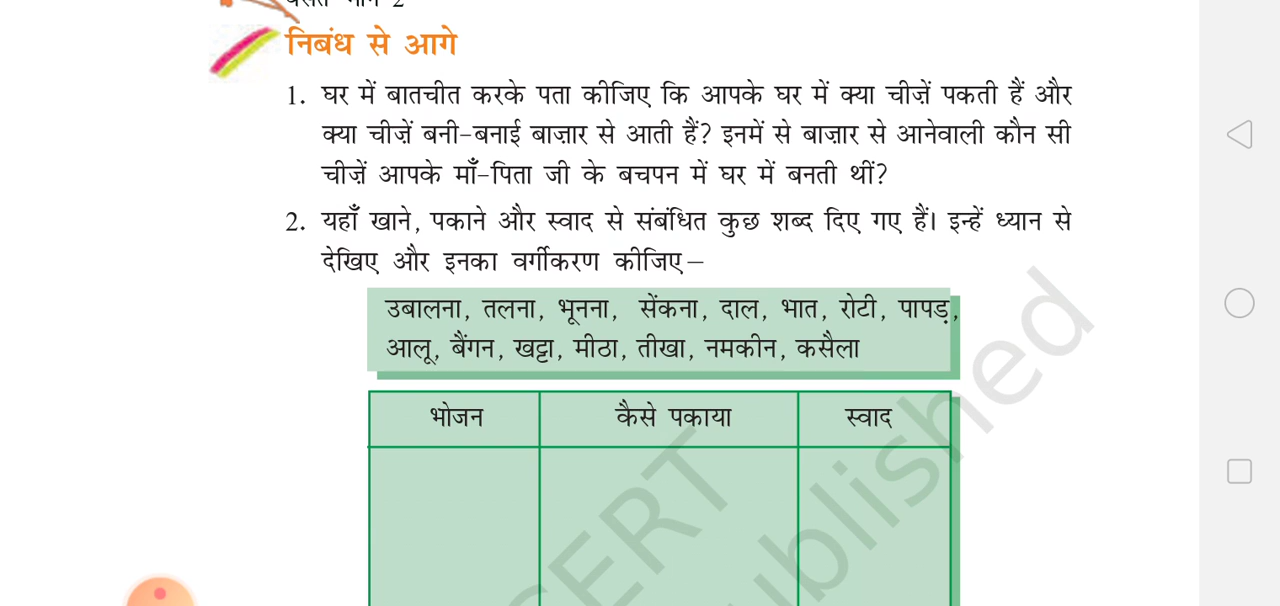 वसंत भाग 2
निबंध से आगे
1. घर में बातचीत करके पता कीजिए कि आपके घर में क्या चीज़ें पकती हैं और
क्या चीज़ें बनी-बनाई बाज़ार से आती हैं? इनमें से बाज़ार से आनेवाली कौन सी
चीज़ें आपके माँ-पिता जी के बचपन में घर में बनती थीं?
2. यहाँ खाने, पकाने और स्वाद से संबंधित कुछ शब्द दिए गए हैं। इन्हें ध्यान से
देखिए और इनका वर्गीकरण कीजिए–
उबालना, तलना, भूनना, सेंकना, दाल, भात, रोटी, पापड़,
आलू, बैंगन, खट्टा, मीठा, तीखा, नमकीन, कसैला
भोजन कैसे पकाया स्वाद